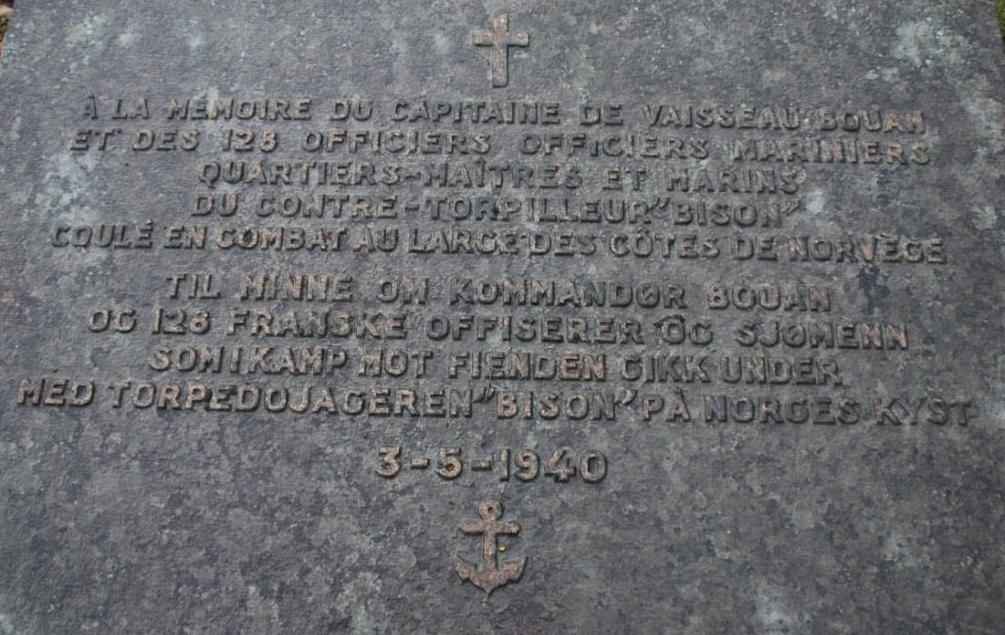 À LA MÉMOIRE DU CAPITAINE DE VAISSEAU BOUAN
ET DES 128 OFFICIERS OFFICIERS MARINIERS
QUARTIERS-MAÎTRES ET MARINS
DU CONTRE-TORPILLEUR "BISON"
COULÉ EN COMBAT AU LARGE DES CÔTES DE NORVÈGE
TIL MINNE OM KOMMANDØR BOUAN
OG 128 FRANSKE OFFISERER OG SJØMENN
SOM I KAMP MOT FIENDEN GIKK UNDER
MED TORPEDOJAGEREN "BISON" PÅ NORGES KYST
3-5-1940